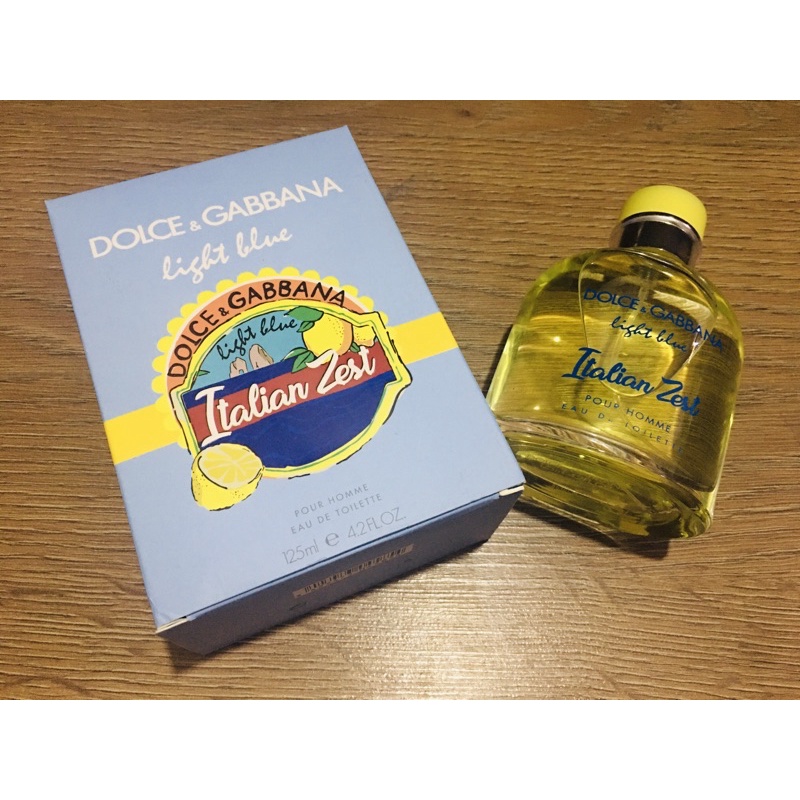 DOLCE & GABBANA
light blue
DOLCE & GABBANA
light blue
Italian Zest
POUR HOMME
EAU DE TOILETTE
125ml e 4.2FL.OZ.
DOLCE & GABBANA
light blue
Italian Zest
POUR HOMME
EAU DE TOILETTE